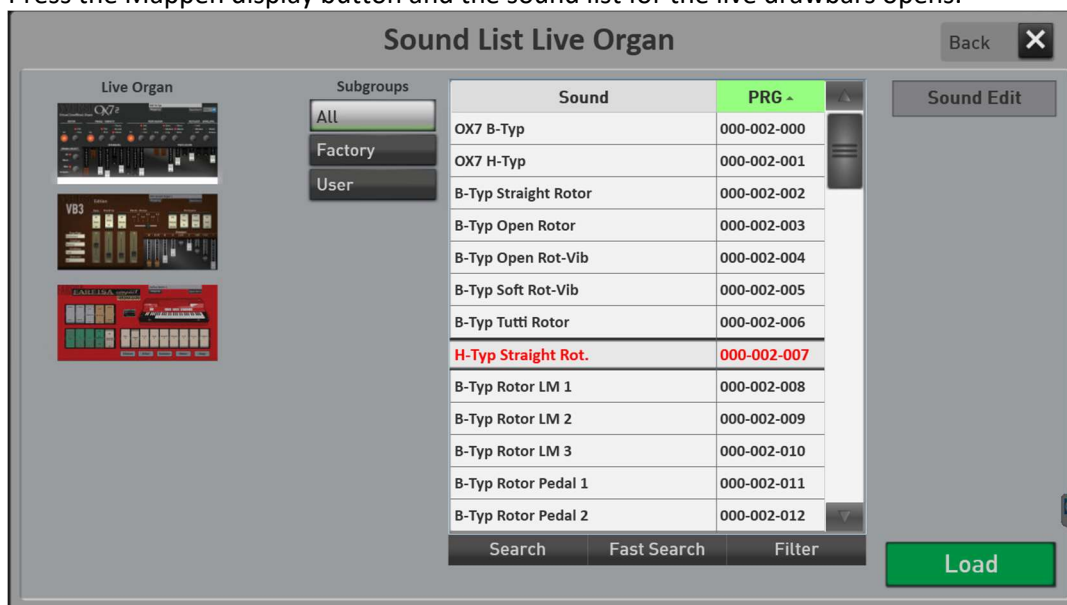 Press the Mappen display button and the sound list for the live drawbars opens.
Sound List Live Organ
Back
Live Organ
OX7
VB3
Edition
Subgroups
All
Factory
User
Sound PRG
OX7 B-Typ 000-002-000
OX7 H-Typ 000-002-001
B-Typ Straight Rotor 000-002-002
B-Typ Open Rotor 000-002-003
B-Typ Open Rot-Vib 000-002-004
B-Typ Soft Rot-Vib 000-002-005
B-Typ Tutti Rotor 000-002-006
H-Typ Straight Rot. 000-002-007
B-Typ Rotor LM 1 000-002-008
B-Typ Rotor LM 2 000-002-009
B-Typ Rotor LM 3 000-002-010
B-Typ Rotor Pedal 1 000-002-011
B-Typ Rotor Pedal 2 000-002-012
Search Fast Search Filter
Sound Edit
Load